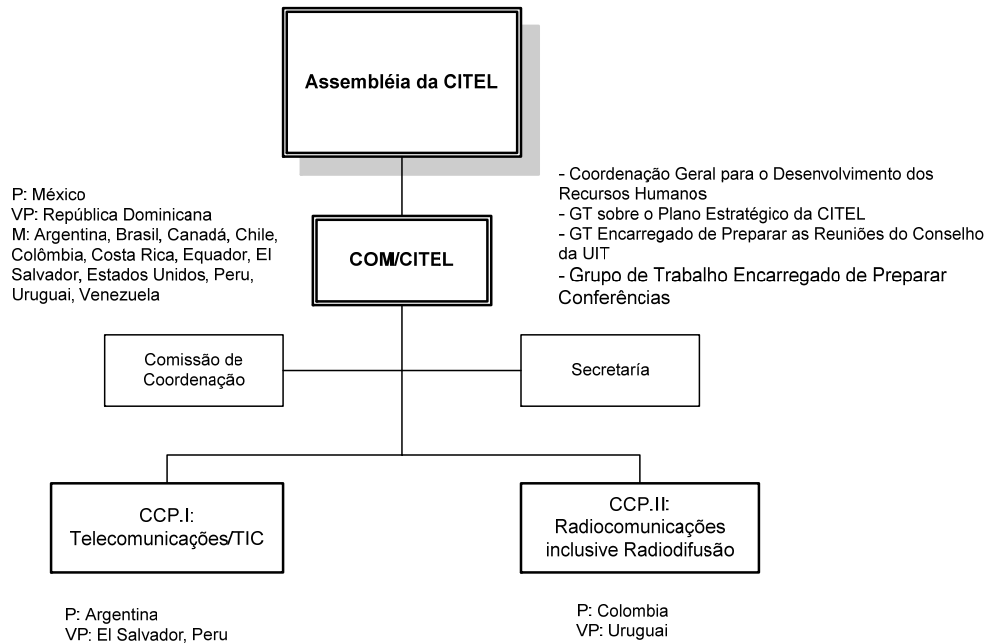 Assembléia da CITEL
P: México
VP: República Dominicana
M: Argentina, Brasil, Canadá, Chile,
Colômbia, Costa Rica, Equador, El
Salvador, Estados Unidos, Peru,
Uruguai, Venezuela
COM/CITEL
- Coordenação Geral para o Desenvolvimento dos
Recursos Humanos
- GT sobre o Plano Estratégico da CITEL
- GT Encarregado de Preparar as Reuniões do Conselho
da UIT
- Grupo de Trabalho Encarregado de Preparar
Conferências
Comissão de
Coordenação
Secretaría
CCP.I:
Telecomunicações/TIC
CCP.II:
Radiocomunicações
inclusive Radiodifusão
P: Argentina
VP: El Salvador, Peru
P: Colombia
VP: Uruguai